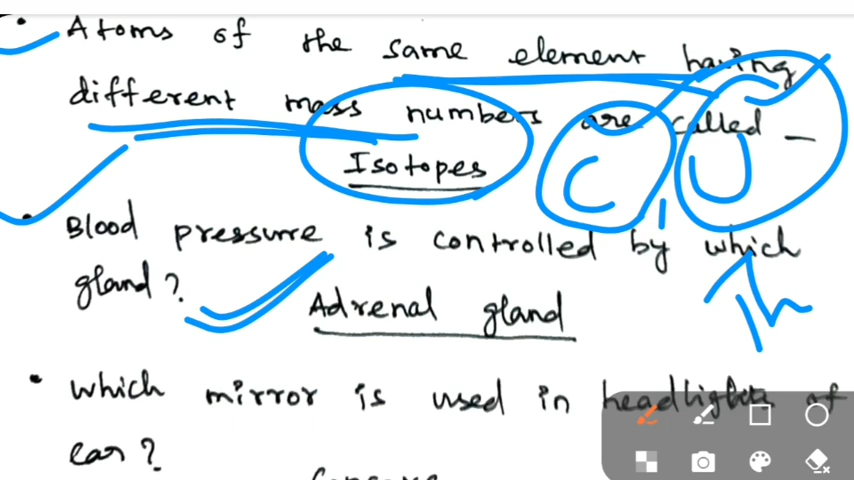 Atoms of the same element having
different mass numbers are called _
Isotopes
C, U
Blood pressure is controlled by which
gland?
Adrenal gland
Th
which mirror is used in headlights of
car?